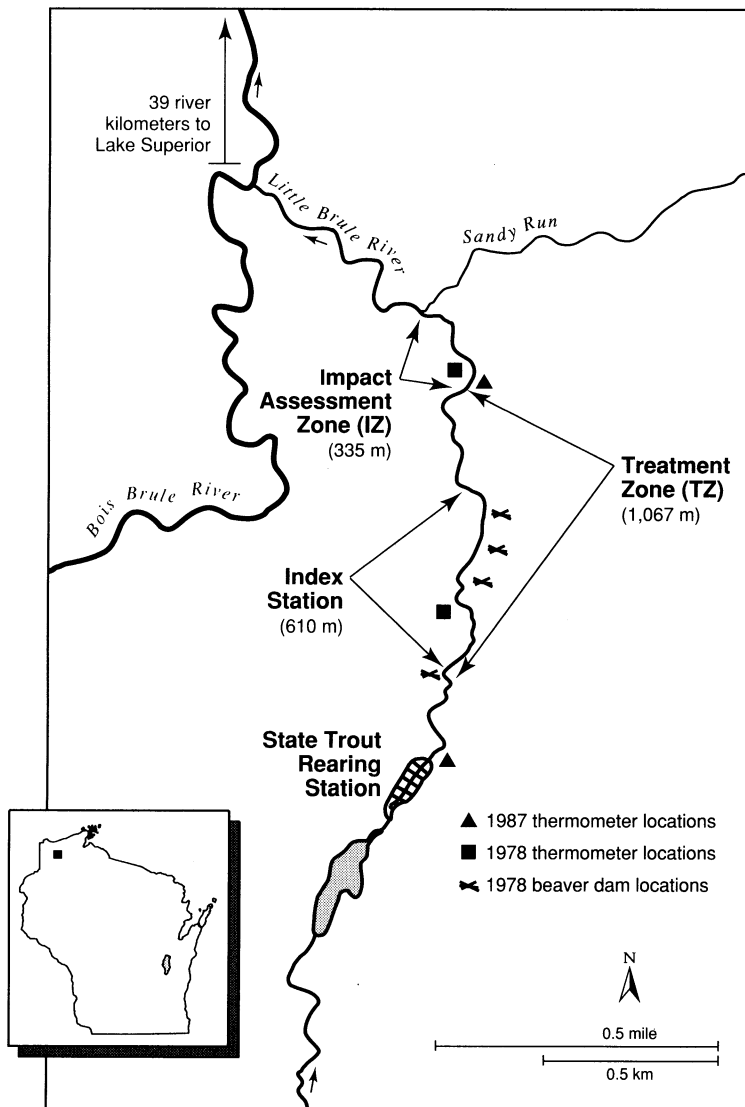 39 river
kilometers to
Lake Superior
Little Brule River
Sandy Run
Impact
Assessment
Zone (IZ)
(335 m)
Treatment
Zone (TZ)
(1,067 m)
Bois Brule River
Index
Station
(610 m)
State Trout
Rearing
Station
1987 thermometer locations
1978 thermometer locations
1978 beaver dam locations
N
0.5 mile
0.5 km